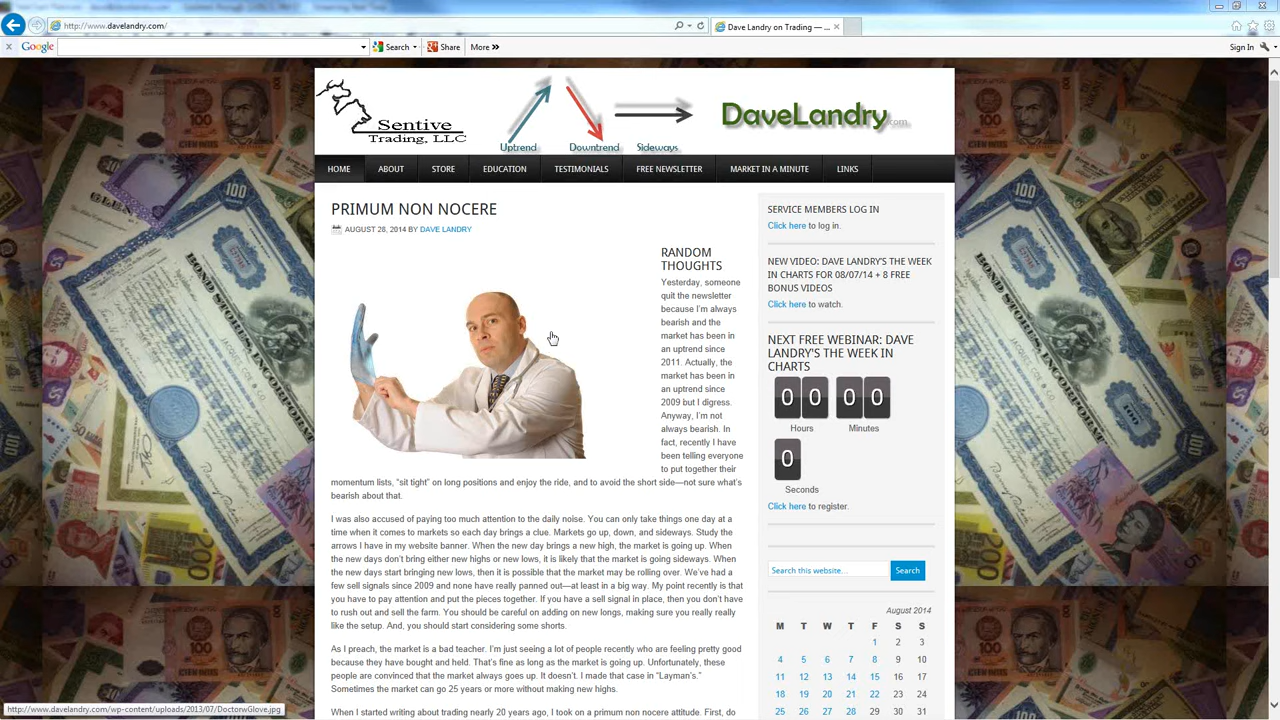 http://www.davelandry.com/
Dave Landry on Trading — ...
Google
Search
Share
More »
Sign In
Sentive
Trading, LLC
Uptrend
Downtrend
Sideways
DaveLandry.com
HOME
ABOUT
STORE
EDUCATION
TESTIMONIALS
FREE NEWSLETTER
MARKET IN A MINUTE
LINKS
PRIMUM NON NOCERE
AUGUST 28, 2014 BY DAVE LANDRY
RANDOM
THOUGHTS
Yesterday, someone
quit the newsletter
because I'm always
bearish and the
market has been in
an uptrend since
2011. Actually, the
market has been in
an uptrend since
2009 but I digress.
Anyway, I'm not
always bearish. In
fact, recently I have
been telling everyone
to put together their
momentum lists, "sit tight" on long positions and enjoy the ride, and to avoid the short side—not sure what's
bearish about that.
I was also accused of paying too much attention to the daily noise. You can only take things one day at a
time when it comes to markets so each day brings a clue. Markets go up, down, and sideways. Study the
arrows I have in my website banner. When the new day brings a new high, the market is going up. When
the new days don't bring either new highs or new lows, it is likely that the market is going sideways. When
the new days start bringing new lows, then it is possible that the market may be rolling over. We've had a
few sell signals since 2009 and none have really panned out—at least in a big way. My point recently is that
you have to pay attention and put the pieces together. If you have a sell signal in place, then you don't have
to rush out and sell the farm. You should be careful on adding on new longs, making sure you really really
like the setup. And, you should start considering some shorts.
As I preach, the market is a bad teacher. I'm just seeing a lot of people recently who are feeling pretty good
because they have bought and held. That's fine as long as the market is going up. Unfortunately, these
people are convinced that the market always goes up. It doesn't. I made that case in "Layman's."
Sometimes the market can go 25 years or more without making new highs.
When I started writing about trading nearly 20 years ago, I took on a primum non nocere attitude. First, do
SERVICE MEMBERS LOG IN
Click here to log in.
NEW VIDEO: DAVE LANDRY'S THE WEEK
IN CHARTS FOR 08/07/14 + 8 FREE
BONUS VIDEOS
Click here to watch.
NEXT FREE WEBINAR: DAVE
LANDRY'S THE WEEK IN
CHARTS
0 0 0 0
Hours Minutes
0
Seconds
Click here to register.
Search this website... Search
August 2014
M T W T F S S
1 2 3
4 5 6 7 8 9 10
11 12 13 14 15 16 17
18 19 20 21 22 23 24
25 26 27 28 29 30 31
http://www.davelandry.com/wp-content/uploads/2013/07/DoctorwGlove.jpg